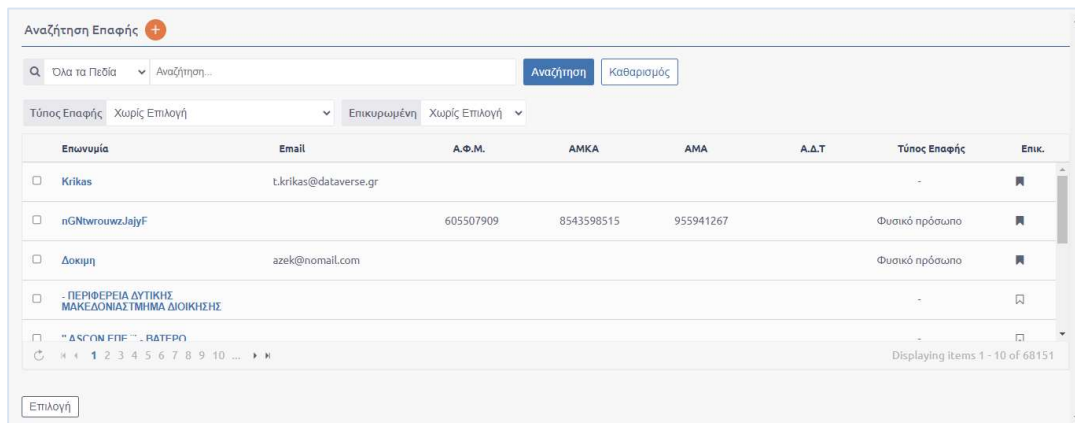 Αναζήτηση Επαφής +
Όλα τα Πεδία Αναζήτηση... Αναζήτηση Καθαρισμός
Τύπος Επαφής Χωρίς Επιλογή Επικυρωμένη Χωρίς Επιλογή
Επωνυμία Email Α.Φ.Μ. ΑΜΚΑ ΑΜΑ Α.Δ.Τ Τύπος Επαφής Επικ.
Krikas t.krikas@dataverse.gr -
nGNtwrouwzJajyF 605507909 8543598515 955941267 Φυσικό πρόσωπο
Δοκιμη azek@nomail.com Φυσικό πρόσωπο
- ΠΕΡΙΦΕΡΕΙΑ ΔΥΤΙΚΗΣ
ΜΑΚΕΔΟΝΙΑΣΤΜΗΜΑ ΔΙΟΙΚΗΣΗΣ -
'' ASCON ΕΠΕ ¨ - ΒΑΤΕΡΟ -
1 2 3 4 5 6 7 8 9 10 ... Displaying items 1 - 10 of 68151
Επιλογή